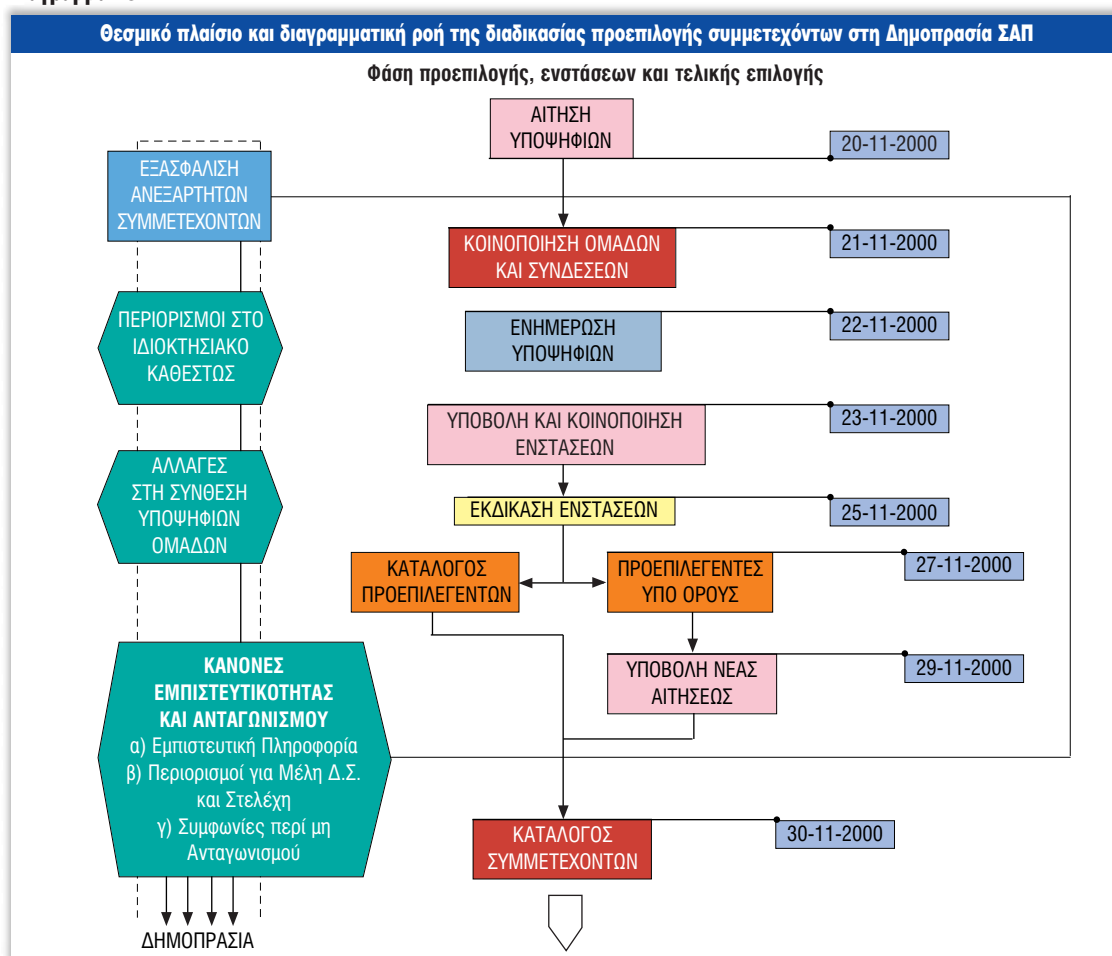 Θεσμικό πλαίσιο και διαγραμματική ροή της διαδικασίας προεπιλογής συμμετεχόντων στη Δημοπρασία ΣΑΠ
Φάση προεπιλογής, ενστάσεων και τελικής επιλογής
ΑΙΤΗΣΗ
ΥΠΟΨΗΦΙΩΝ
20-11-2000
ΕΞΑΣΦΑΛΙΣΗ
ΑΝΕΞΑΡΤΗΤΩΝ
ΣΥΜΜΕΤΕΧΟΝΤΩΝ
ΚΟΙΝΟΠΟΙΗΣΗ ΟΜΑΔΩΝ
ΚΑΙ ΣΥΝΔΕΣΕΩΝ
21-11-2000
ΠΕΡΙΟΡΙΣΜΟΙ ΣΤΟ
ΙΔΙΟΚΤΗΣΙΑΚΟ
ΚΑΘΕΣΤΩΣ
ΕΝΗΜΕΡΩΣΗ
ΥΠΟΨΗΦΙΩΝ
22-11-2000
ΥΠΟΒΟΛΗ ΚΑΙ ΚΟΙΝΟΠΟΙΗΣΗ
ΕΝΣΤΑΣΕΩΝ
23-11-2000
ΑΛΛΑΓΕΣ
ΣΤΗ ΣΥΝΘΕΣΗ
ΥΠΟΨΗΦΙΩΝ
ΟΜΑΔΩΝ
ΕΚΔΙΚΑΣΗ ΕΝΣΤΑΣΕΩΝ
25-11-2000
ΚΑΤΑΛΟΓΟΣ
ΠΡΟΕΠΙΛΕΓΕΝΤΩΝ
ΠΡΟΕΠΙΛΕΓΕΝΤΕΣ
ΥΠΟ ΟΡΟΥΣ
27-11-2000
ΥΠΟΒΟΛΗ ΝΕΑΣ
ΑΙΤΗΣΕΩΣ
29-11-2000
ΚΑΝΟΝΕΣ
ΕΜΠΙΣΤΕΥΤΙΚΟΤΗΤΑΣ
ΚΑΙ ΑΝΤΑΓΩΝΙΣΜΟΥ
α) Εμπιστευτική Πληροφορία
β) Περιορισμοί για Μέλη Δ.Σ.
και Στελέχη
γ) Συμφωνίες περί μη
Ανταγωνισμού
ΚΑΤΑΛΟΓΟΣ
ΣΥΜΜΕΤΕΧΟΝΤΩΝ
30-11-2000
ΔΗΜΟΠΡΑΣΙΑ